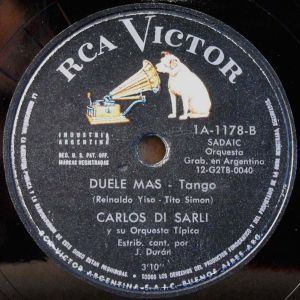 RCA VICTOR
INDUSTRIA
ARGENTINA
REG. U. S. PAT. OFF.
MARCAS REGISTRADAS
1A-1178-B
SADAIC
Orquesta
Grab. en Argentina
12-G2TB-0040
DUELE MAS - Tango
(Reinaldo Yiso - Tito Simon)
CARLOS DI SARLI
y su Orquesta Típica
Estrib. cant. por
J. Durán
3'10"